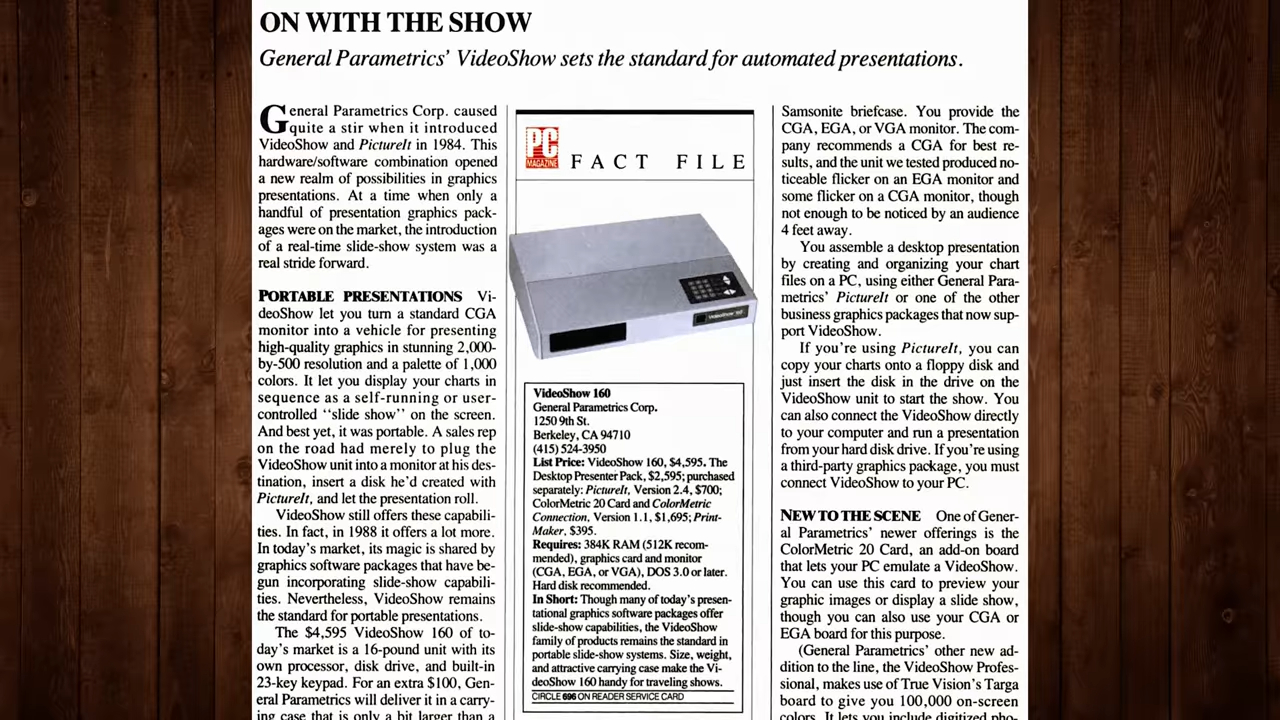 ON WITH THE SHOW
General Parametrics' VideoShow sets the standard for automated presentations.
General Parametrics Corp. caused
quite a stir when it introduced
VideoShow and PictureIt in 1984. This
hardware/software combination opened
a new realm of possibilities in graphics
presentations. At a time when only a
handful of presentation graphics pack-
ages were on the market, the introduction
of a real-time slide-show system was a
real stride forward.
PORTABLE PRESENTATIONS Vi-
deoShow let you turn a standard CGA
monitor into a vehicle for presenting
high-quality graphics in stunning 2,000-
by-500 resolution and a palette of 1,000
colors. It let you display your charts in
sequence as a self-running or user-
controlled "slide show" on the screen.
And best yet, it was portable. A sales rep
on the road had merely to plug the
VideoShow unit into a monitor at his des-
tination, insert a disk he'd created with
PictureIt, and let the presentation roll.
VideoShow still offers these capabili-
ties. In fact, in 1988 it offers a lot more.
In today's market, its magic is shared by
graphics software packages that have be-
gun incorporating slide-show capabili-
ties. Nevertheless, VideoShow remains
the standard for portable presentations.
The $4,595 VideoShow 160 of to-
day's market is a 16-pound unit with its
own processor, disk drive, and built-in
23-key keypad. For an extra $100, Gen-
eral Parametrics will deliver it in a carry-
ing case that is only a bit larger than a
PC
MAGAZINE
FACT FILE
VideoShow 160
VideoShow 160
General Parametrics Corp.
1250 9th St.
Berkeley, CA 94710
(415) 524-3950
List Price: VideoShow 160, $4,595. The
Desktop Presenter Pack, $2,595; purchased
separately: PictureIt, Version 2.4, $700;
ColorMetric 20 Card and ColorMetric
Connection, Version 1.1, $1,695; Print-
Maker, $395.
Requires: 384K RAM (512K recom-
mended), graphics card and monitor
(CGA, EGA, or VGA), DOS 3.0 or later.
Hard disk recommended.
In Short: Though many of today's presen-
tational graphics software packages offer
slide-show capabilities, the VideoShow
family of products remains the standard in
portable slide-show systems. Size, weight,
and attractive carrying case make the Vi-
deoShow 160 handy for traveling shows.
CIRCLE 696 ON READER SERVICE CARD
Samsonite briefcase. You provide the
CGA, EGA, or VGA monitor. The com-
pany recommends a CGA for best re-
sults, and the unit we tested produced no-
ticeable flicker on an EGA monitor and
some flicker on a CGA monitor, though
not enough to be noticed by an audience
4 feet away.
You assemble a desktop presentation
by creating and organizing your chart
files on a PC, using either General Para-
metrics' PictureIt or one of the other
business graphics packages that now sup-
port VideoShow.
If you're using PictureIt, you can
copy your charts onto a floppy disk and
just insert the disk in the drive on the
VideoShow unit to start the show. You
can also connect the VideoShow directly
to your computer and run a presentation
from your hard disk drive. If you're using
a third-party graphics package, you must
connect VideoShow to your PC.
NEW TO THE SCENE One of Gener-
al Parametrics' newer offerings is the
ColorMetric 20 Card, an add-on board
that lets your PC emulate a VideoShow.
You can use this card to preview your
graphic images or display a slide show,
though you can also use your CGA or
EGA board for this purpose.
(General Parametrics' other new ad-
dition to the line, the VideoShow Profes-
sional, makes use of True Vision's Targa
board to give you 100,000 on-screen
colors. It lets you include digitized pho-